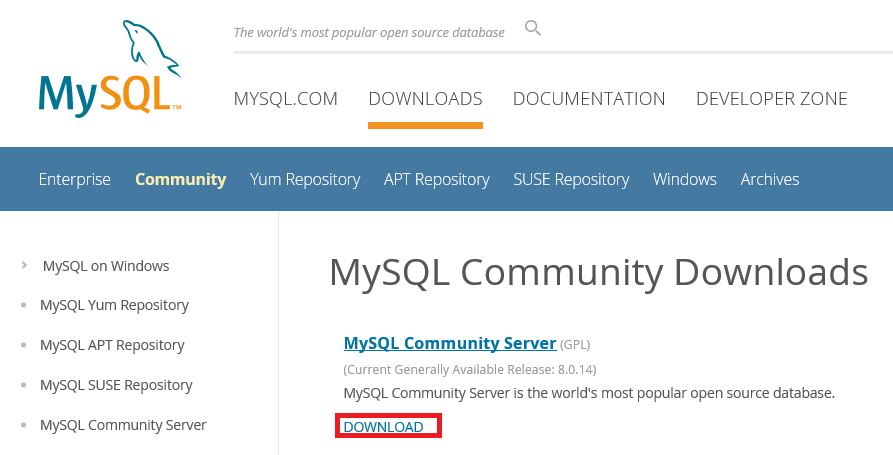 The world's most popular open source database
MySQL™
MYSQL.COM DOWNLOADS DOCUMENTATION DEVELOPER ZONE
Enterprise Community Yum Repository APT Repository SUSE Repository Windows Archives
MySQL on Windows
MySQL Yum Repository
MySQL APT Repository
MySQL SUSE Repository
MySQL Community Server
MySQL Community Downloads
MySQL Community Server (GPL)
(Current Generally Available Release: 8.0.14)
MySQL Community Server is the world's most popular open source database.
DOWNLOAD